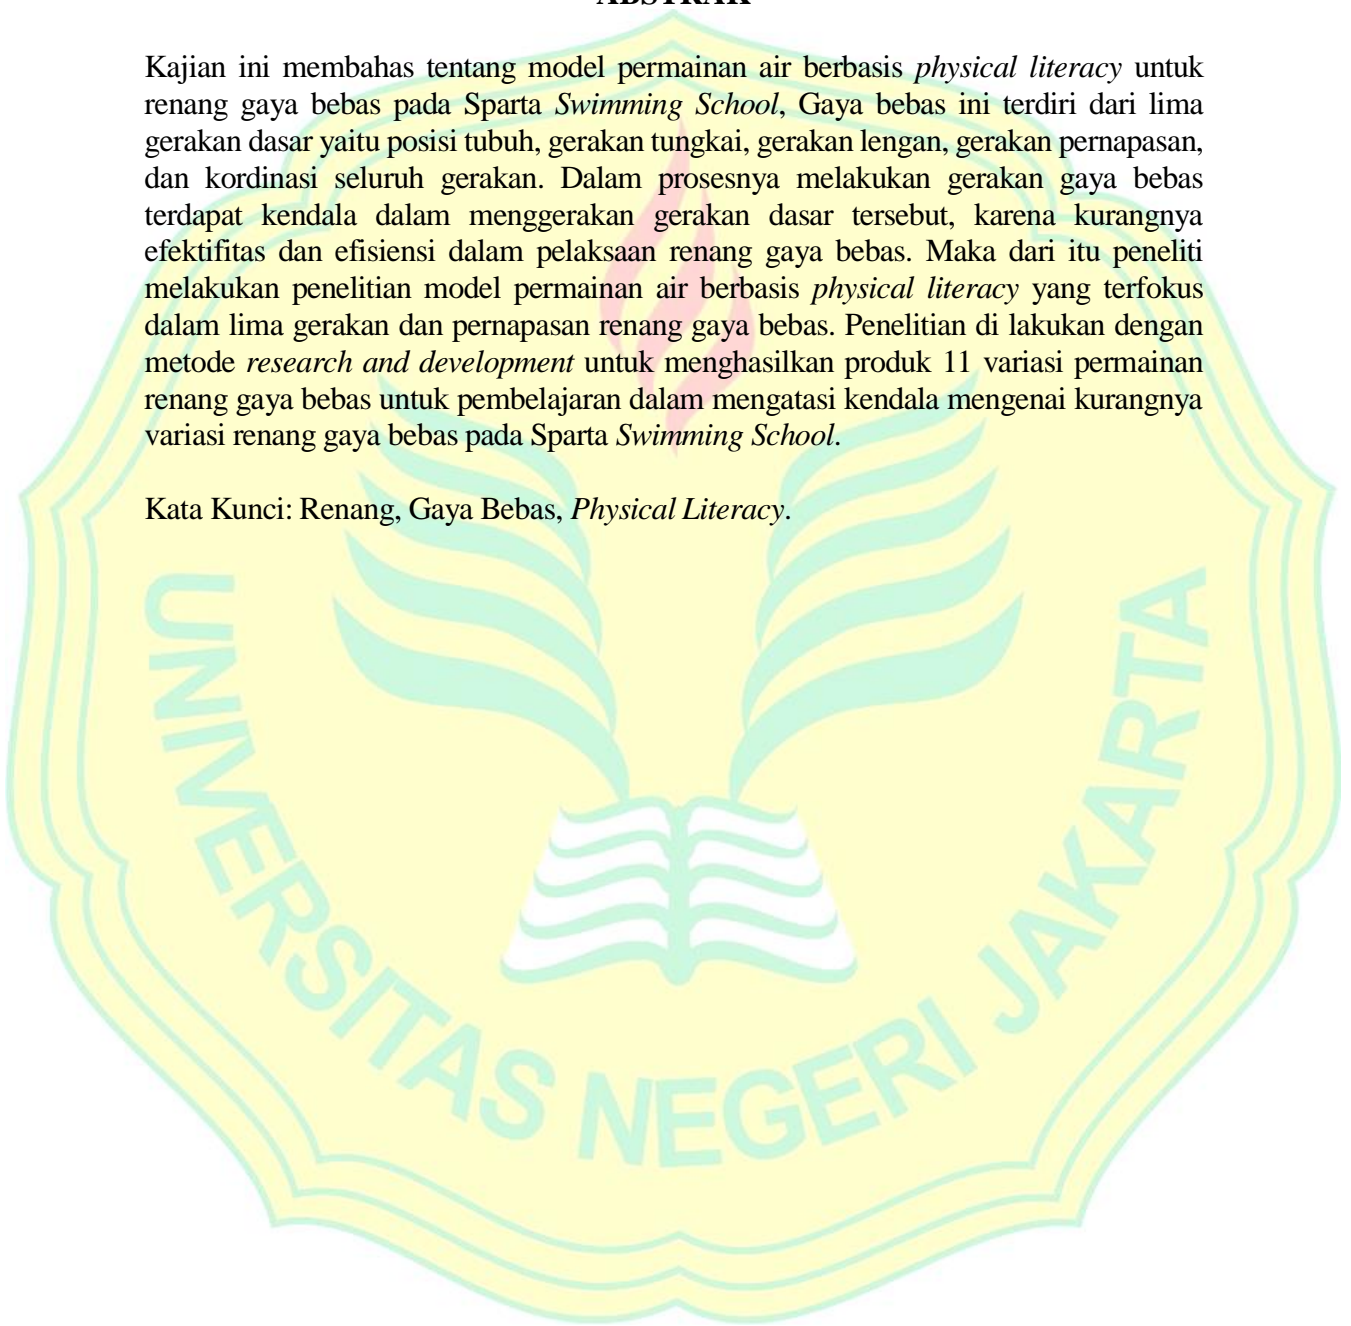 ABSTRAK
Kajian ini membahas tentang model permainan air berbasis physical literacy untuk
renang gaya bebas pada Sparta Swimming School, Gaya bebas ini terdiri dari lima
gerakan dasar yaitu posisi tubuh, gerakan tungkai, gerakan lengan, gerakan pernapasan,
dan kordinasi seluruh gerakan. Dalam prosesnya melakukan gerakan gaya bebas
terdapat kendala dalam menggerakan gerakan dasar tersebut, karena kurangnya
efektifitas dan efisiensi dalam pelaksaan renang gaya bebas. Maka dari itu peneliti
melakukan penelitian model permainan air berbasis physical literacy yang terfokus
dalam lima gerakan dan pernapasan renang gaya bebas. Penelitian di lakukan dengan
metode research and development untuk menghasilkan produk 11 variasi permainan
renang gaya bebas untuk pembelajaran dalam mengatasi kendala mengenai kurangnya
variasi renang gaya bebas pada Sparta Swimming School.
Kata Kunci: Renang, Gaya Bebas, Physical Literacy.
UNIVERSITAS NEGERI JAKARTA